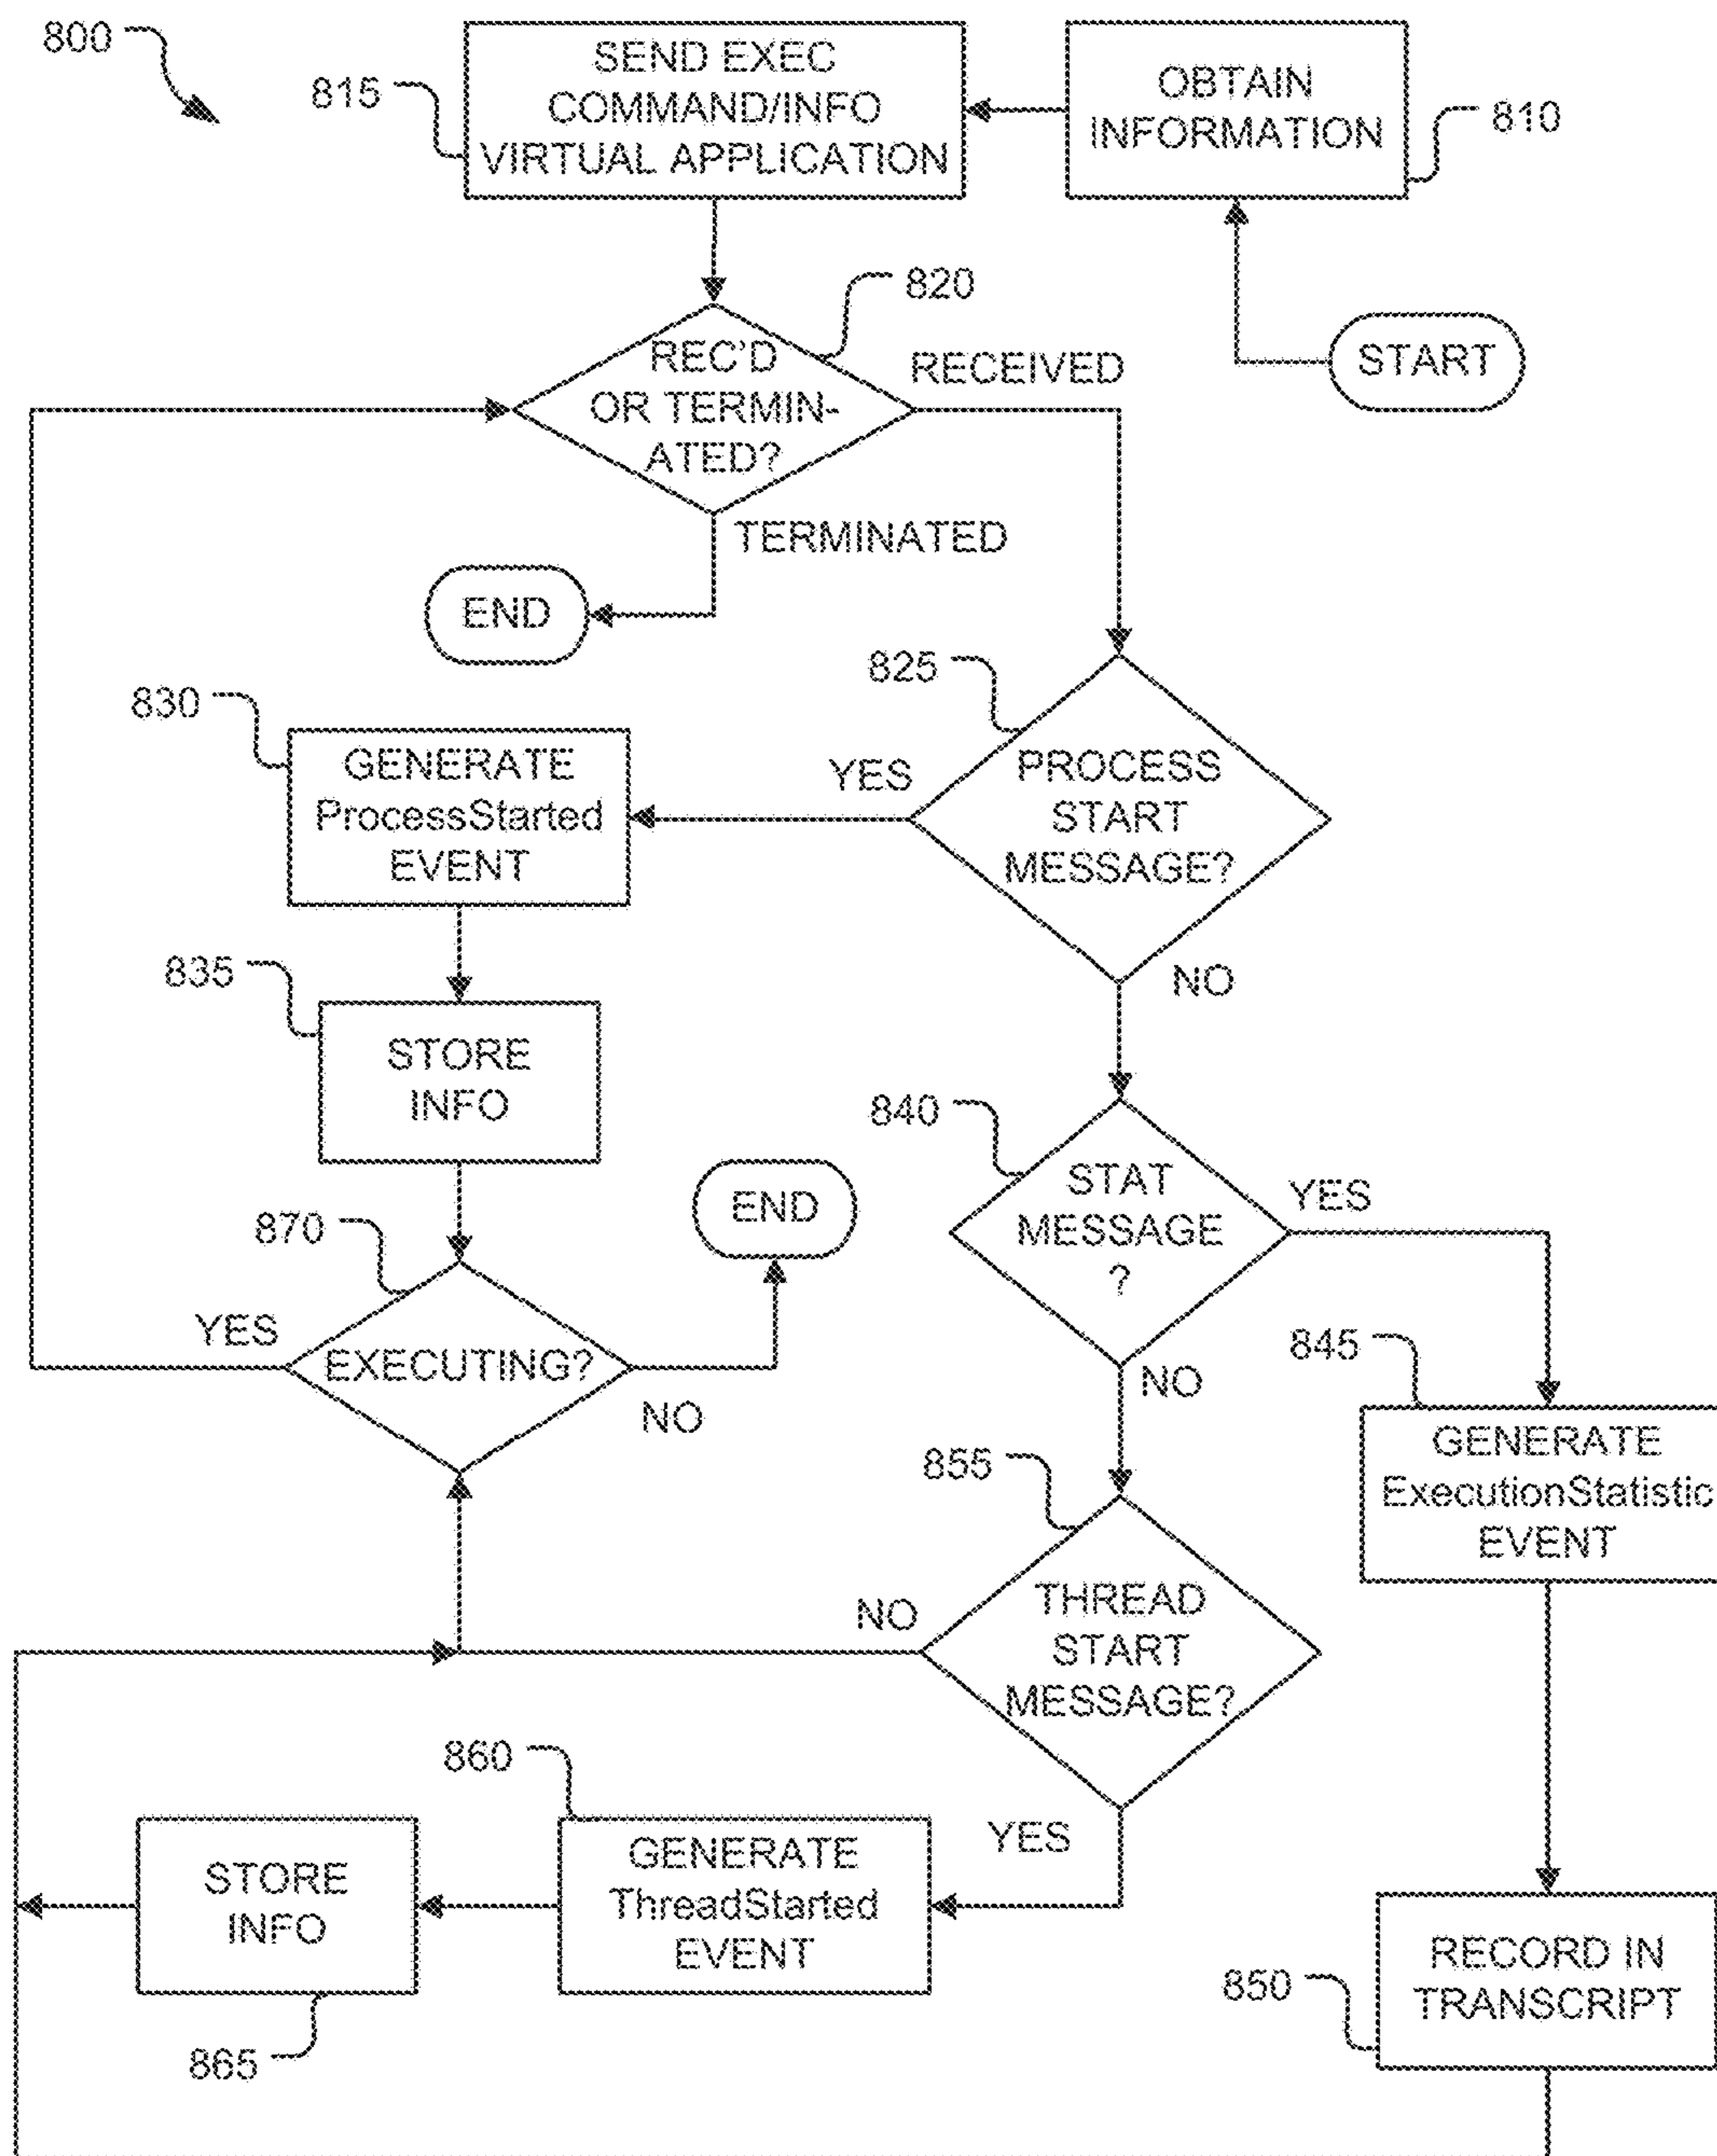 800
815
SEND EXEC
COMMAND/INFO
VIRTUAL APPLICATION
OBTAIN
INFORMATION
810
START
820
REC'D
OR TERMIN-
ATED?
RECEIVED
TERMINATED
END
825
PROCESS
START
MESSAGE?
YES
NO
830
GENERATE
ProcessStarted
EVENT
835
STORE
INFO
870
EXECUTING?
YES
NO
END
840
STAT
MESSAGE
?
YES
NO
845
GENERATE
ExecutionStatistic
EVENT
855
THREAD
START
MESSAGE?
NO
YES
860
GENERATE
ThreadStarted
EVENT
STORE
INFO
865
850
RECORD IN
TRANSCRIPT